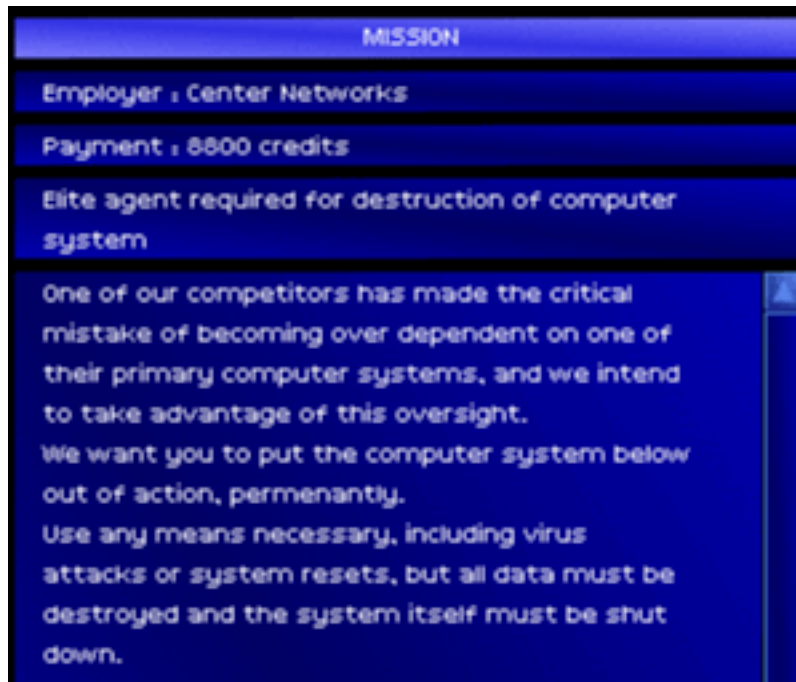 MISSION
Employer : Center Networks
Payment : 8800 credits
Elite agent required for destruction of computer
system
One of our competitors has made the critical
mistake of becoming over dependent on one of
their primary computer systems, and we intend
to take advantage of this oversight.
We want you to put the computer system below
out of action, permenantly.
Use any means necessary, including virus
attacks or system resets, but all data must be
destroyed and the system itself must be shut
down.